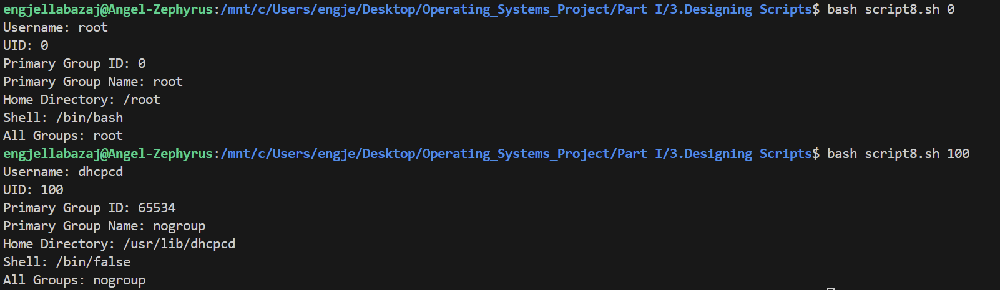 engjellabazaj@Angel-Zephyrus:/mnt/c/Users/engje/Desktop/Operating_Systems_Project/Part I/3.Designing Scripts$ bash script8.sh 0
Username: root
UID: 0
Primary Group ID: 0
Primary Group Name: root
Home Directory: /root
Shell: /bin/bash
All Groups: root
engjellabazaj@Angel-Zephyrus:/mnt/c/Users/engje/Desktop/Operating_Systems_Project/Part I/3.Designing Scripts$ bash script8.sh 100
Username: dhcpcd
UID: 100
Primary Group ID: 65534
Primary Group Name: nogroup
Home Directory: /usr/lib/dhcpcd
Shell: /bin/false
All Groups: nogroup